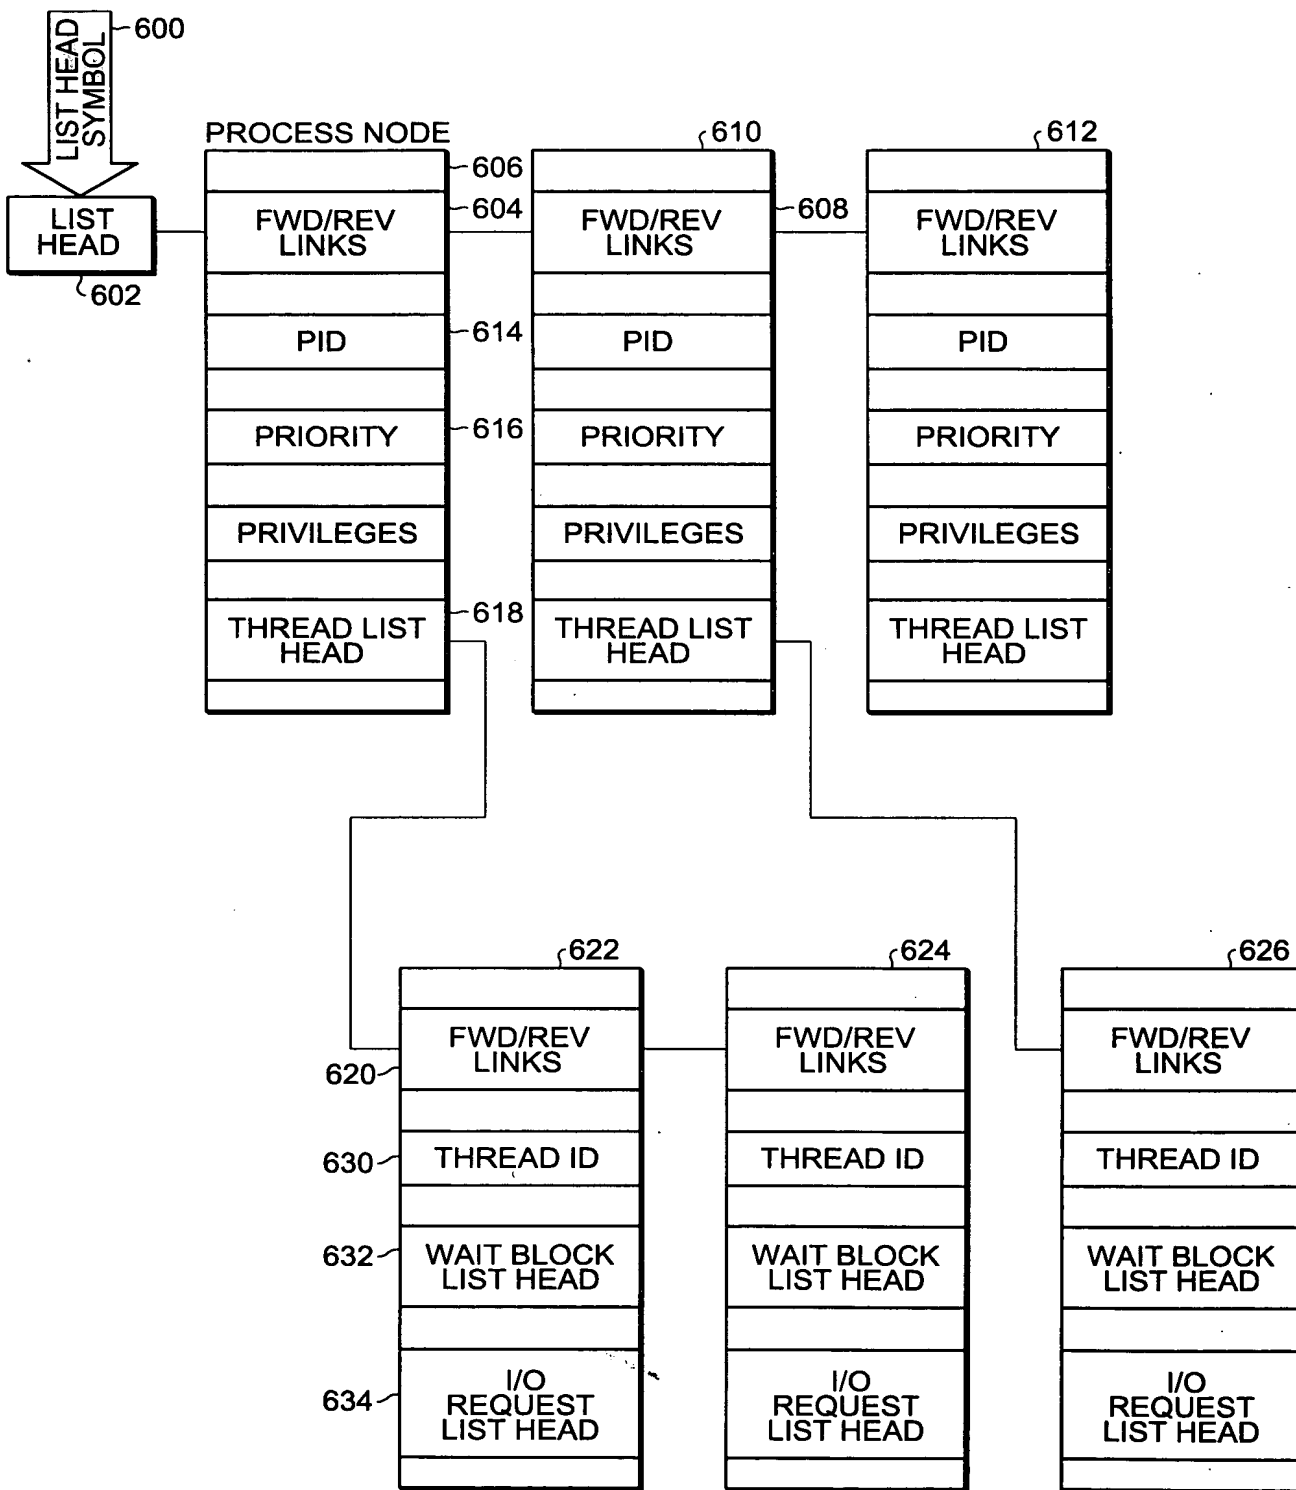 600
LIST HEAD
SYMBOL
LIST
HEAD
602
PROCESS NODE
606
FWD/REV
LINKS
604
PID
614
PRIORITY
616
PRIVILEGES
THREAD LIST
HEAD
618
610
FWD/REV
LINKS
608
PID
PRIORITY
PRIVILEGES
THREAD LIST
HEAD
612
FWD/REV
LINKS
PID
PRIORITY
PRIVILEGES
THREAD LIST
HEAD
622
FWD/REV
LINKS
620
THREAD ID
630
WAIT BLOCK
LIST HEAD
632
I/O
REQUEST
LIST HEAD
634
624
FWD/REV
LINKS
THREAD ID
WAIT BLOCK
LIST HEAD
I/O
REQUEST
LIST HEAD
626
FWD/REV
LINKS
THREAD ID
WAIT BLOCK
LIST HEAD
I/O
REQUEST
LIST HEAD